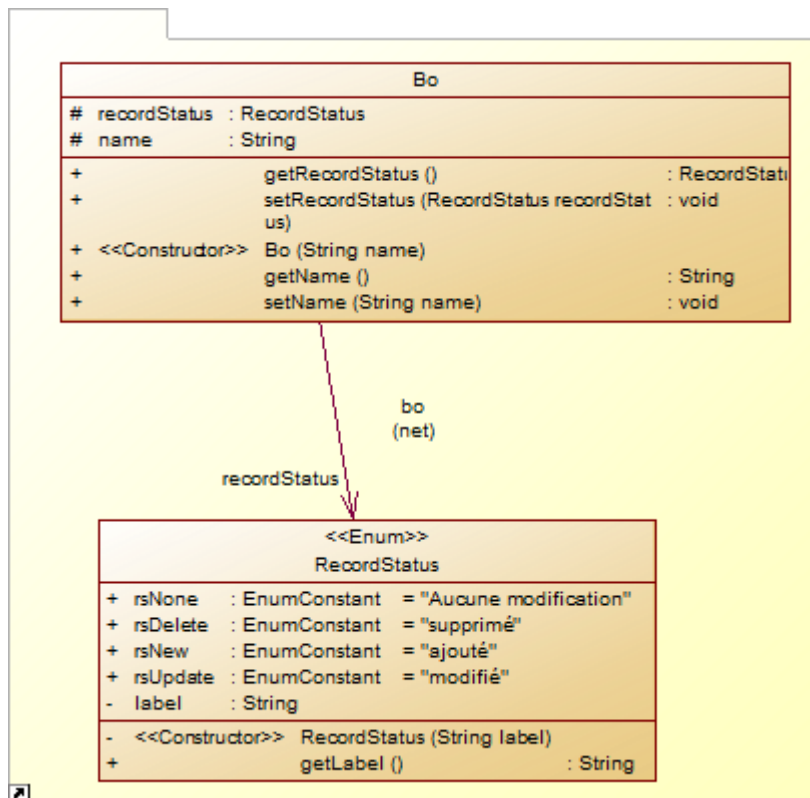 Bo
# recordStatus : RecordStatus
# name : String
+ getRecordStatus () : RecordStatu
+ setRecordStatus (RecordStatus recordStat : void
us)
+ <<Constructor>> Bo (String name)
+ getName () : String
+ setName (String name) : void
bo
(net)
recordStatus
<<Enum>>
RecordStatus
+ rsNone : EnumConstant = "Aucune modification"
+ rsDelete : EnumConstant = "supprimé"
+ rsNew : EnumConstant = "ajouté"
+ rsUpdate : EnumConstant = "modifié"
- label : String
- <<Constructor>> RecordStatus (String label)
+ getLabel () : String